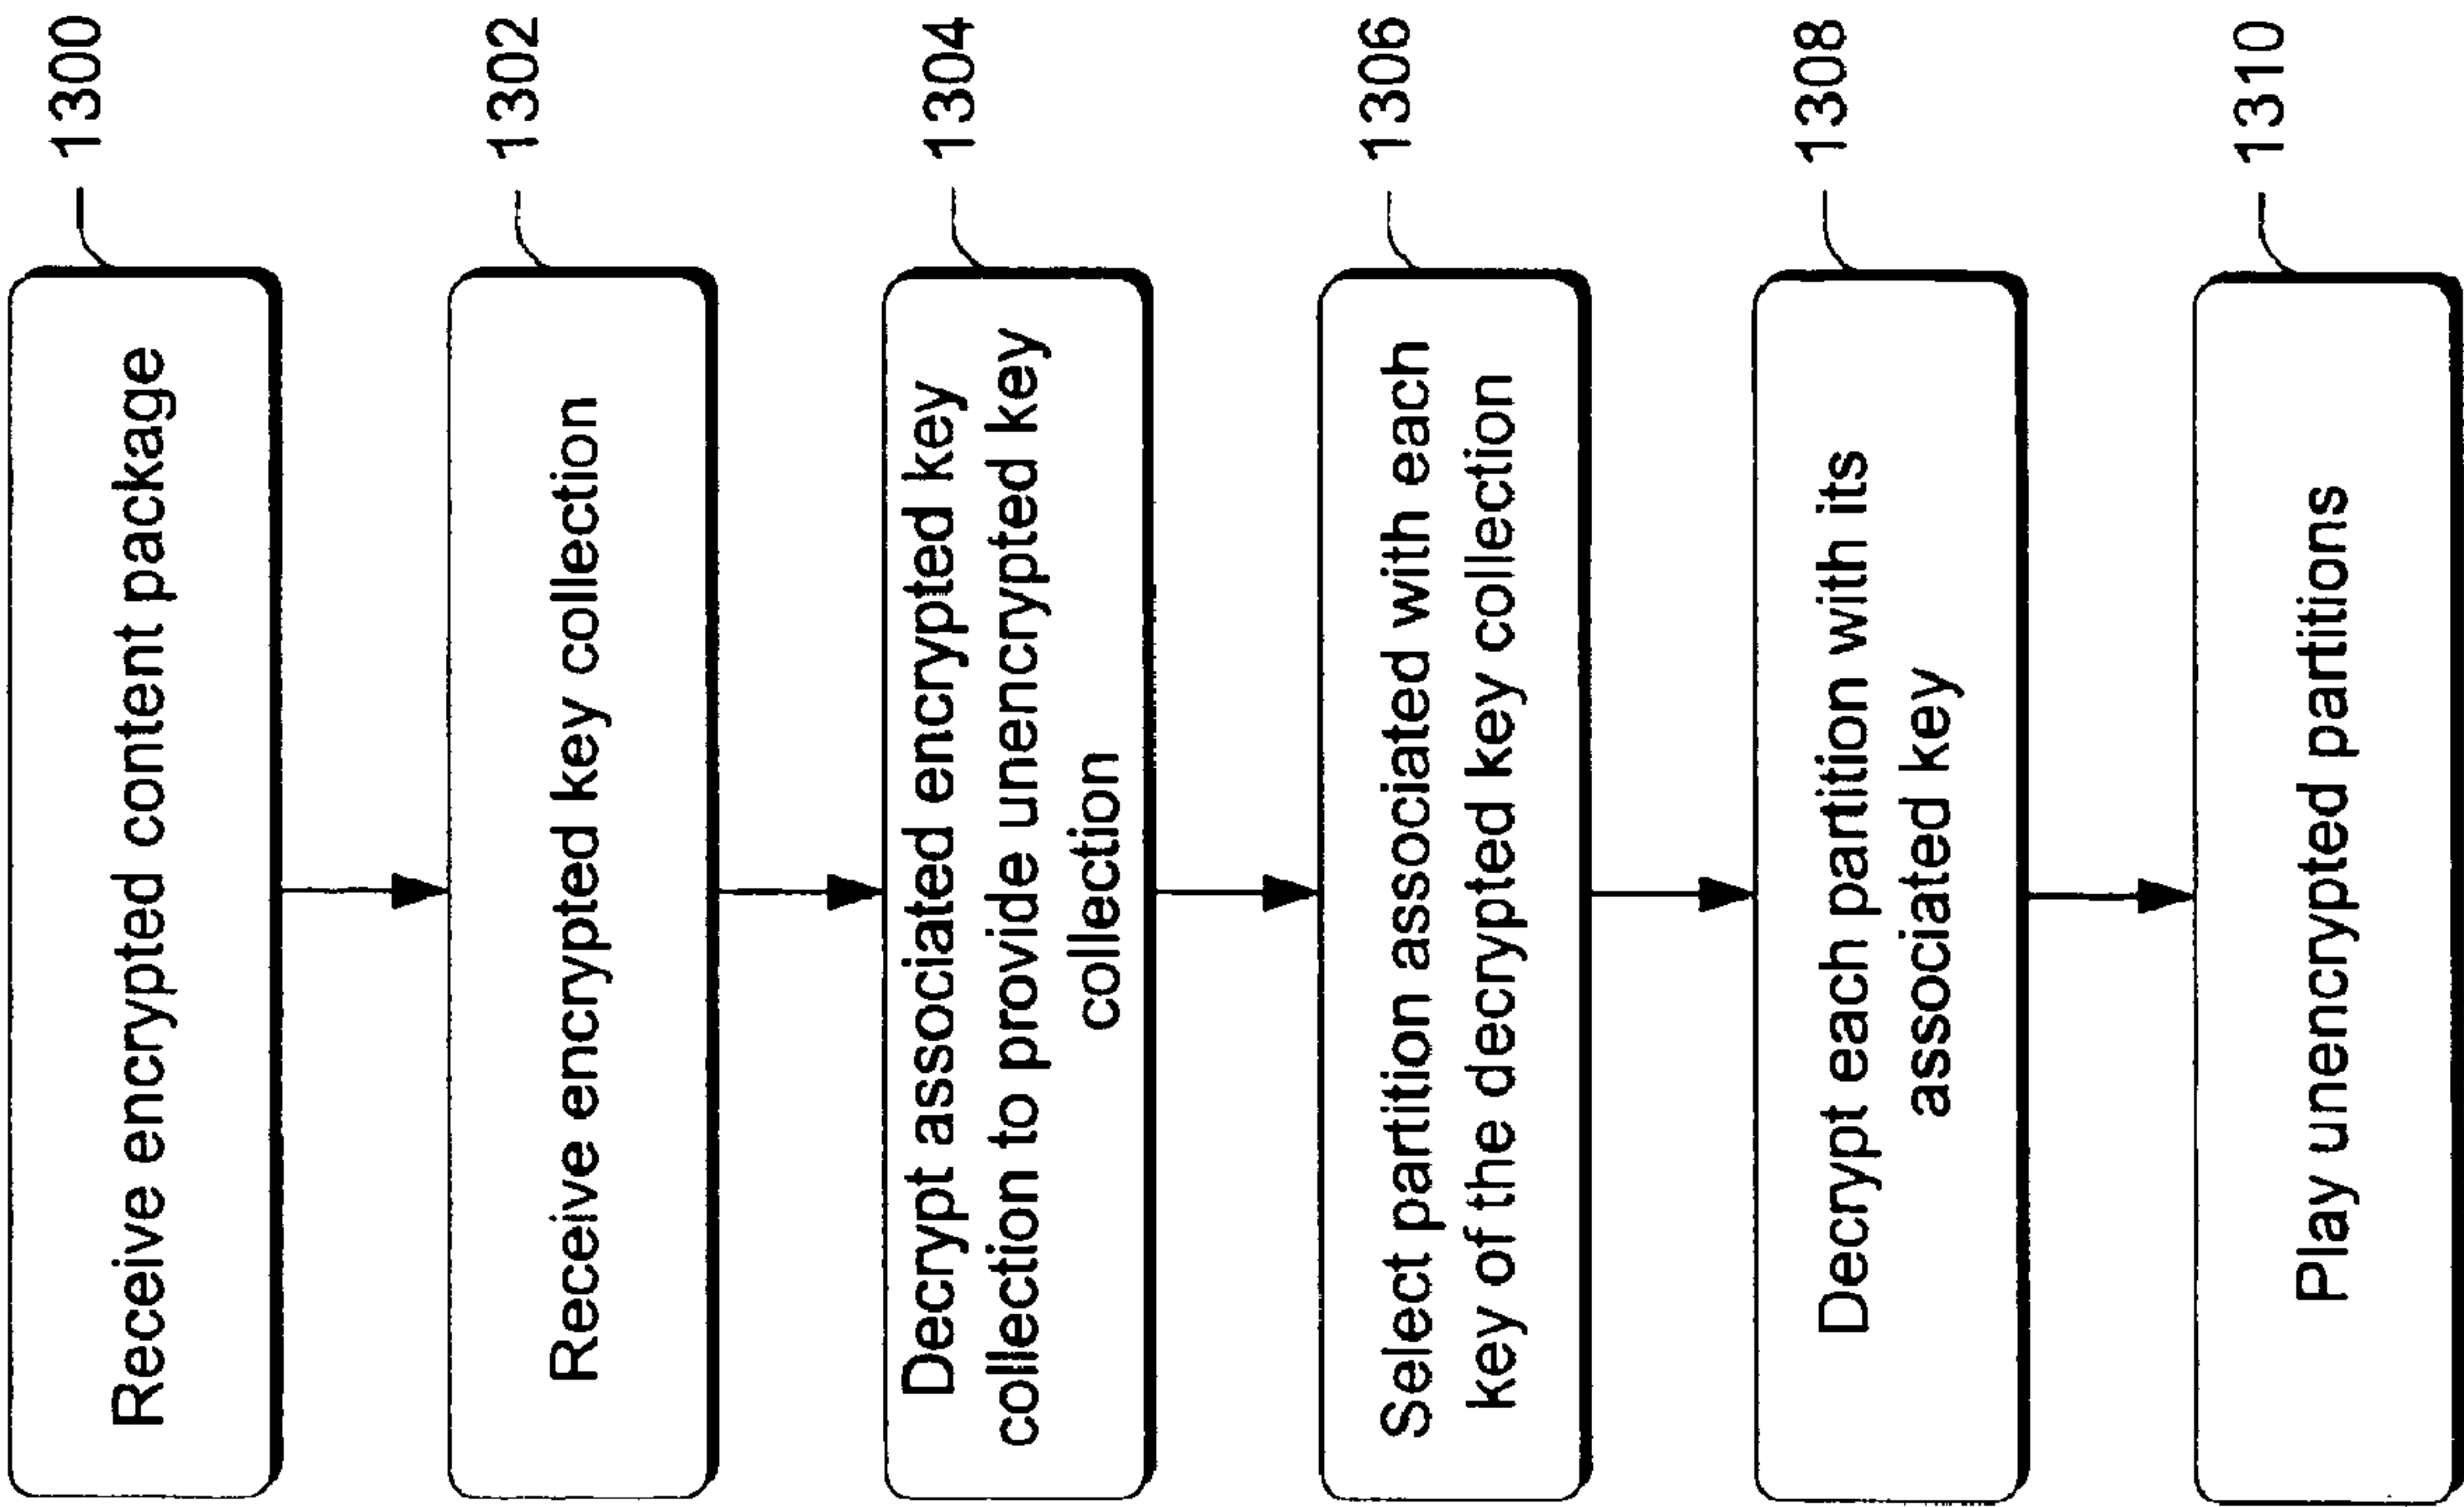 Receive encrypted content package
1300
Receive encrypted key collection
1302
Decrypt associated encrypted key
collection to provide unencrypted key
collection
1304
Select partition associated with each
key of the decrypted key collection
1306
Decrypt each partition with its
associated key
1308
Play unencrypted partitions
1310